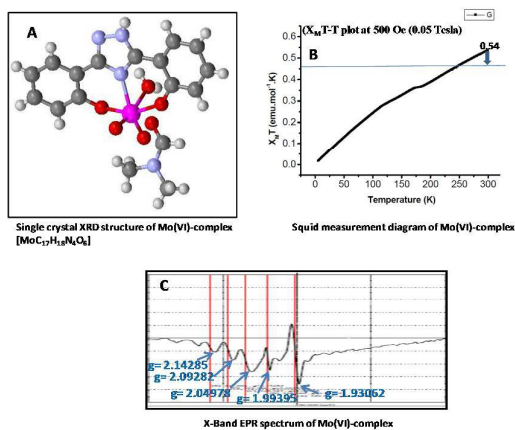 A
Single crystal XRD structure of Mo(VI)-complex
[MoC₁₇H₁₈N₄O₆]
B
(XₘT-T plot at 500 Oe (0.05 Tesla)
G
0.54
0.6
0.5
0.4
0.3
0.2
0.1
0.0
XₘT (emu.mol⁻¹.K)
0 50 100 150 200 250 300
Temperature (K)
Squid measurement diagram of Mo(VI)-complex
C
g= 2.14285
g= 2.09282
g= 2.04978
g= 1.99395
g= 1.93062
X-Band EPR spectrum of Mo(VI)-complex